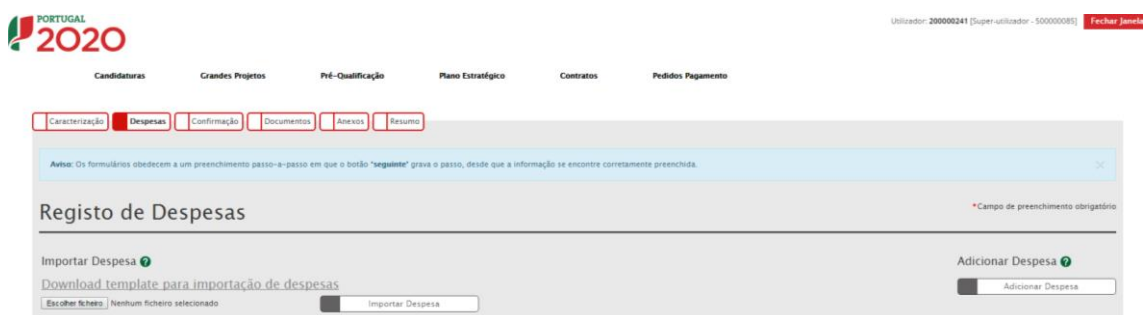 PORTUGAL
2020
Utilizador: 200000241 [Super-utilizador - 500000085] Fechar Janela
Candidaturas Grandes Projetos Pré-Qualificação Plano Estratégico Contratos Pedidos Pagamento
Caracterização Despesas Confirmação Documentos Anexos Resumo
Aviso: Os formulários obedecem a um preenchimento passo-a-passo em que o botão "seguinte" grava o passo, desde que a informação se encontre corretamente preenchida.
Registo de Despesas
*Campo de preenchimento obrigatório
Importar Despesa ?
Adicionar Despesa ?
Download template para importação de despesas
Adicionar Despesa
Escolher ficheiro Nenhum ficheiro selecionado Importar Despesa